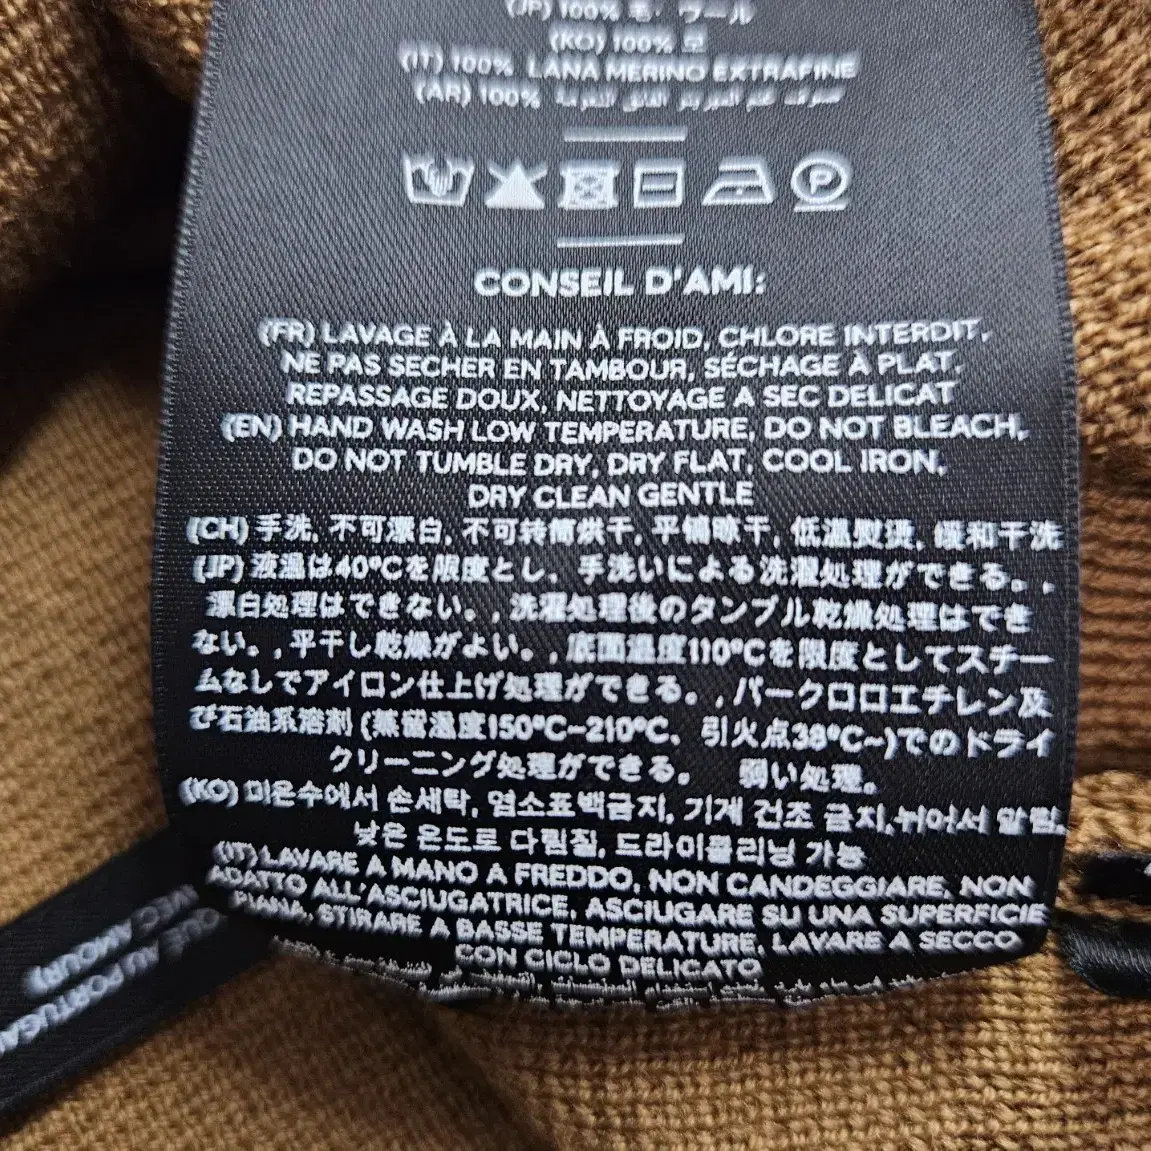 (JP) 100% 毛・ウール
(KO) 100% 모
(IT) 100% LANA MERINO EXTRAFINE
(AR) 100%
P
CONSEIL D'AMI:
(FR) LAVAGE À LA MAIN À FROID, CHLORE INTERDIT,
NE PAS SECHER EN TAMBOUR, SÉCHAGE À PLAT,
REPASSAGE DOUX, NETTOYAGE A SEC DELICAT
(EN) HAND WASH LOW TEMPERATURE, DO NOT BLEACH,
DO NOT TUMBLE DRY, DRY FLAT, COOL IRON,
DRY CLEAN GENTLE
(CH) 手洗, 不可漂白, 不可转筒烘干, 平铺晾干, 低温熨烫, 缓和干洗
(JP) 液温は40℃を限度とし、手洗いによる洗濯処理ができる。,
漂白処理はできない。, 洗濯処理後のタンブル乾燥処理はでき
ない。, 平干し乾燥がよい。, 底面温度110℃を限度としてスチー
ムなしでアイロン仕上げ処理ができる。, パークロロエチレン及
び石油系溶剤 (蒸留温度150℃-210℃、引火点38℃~)でのドライ
クリーニング処理ができる。 弱い処理。
(KO) 미온수에서 손세탁, 염소표백금지, 기계 건조 금지, 뉘어서 말림,
낮은 온도로 다림질, 드라이클리닝 가능
(IT) LAVARE A MANO A FREDDO, NON CANDEGGIARE, NON
ADATTO ALL'ASCIUGATRICE, ASCIUGARE SU UNA SUPERFICIE
PIANA, STIRARE A BASSE TEMPERATURE, LAVARE A SECCO
CON CICLO DELICATO
AU PORTUGAL
AVEC AMOUR)